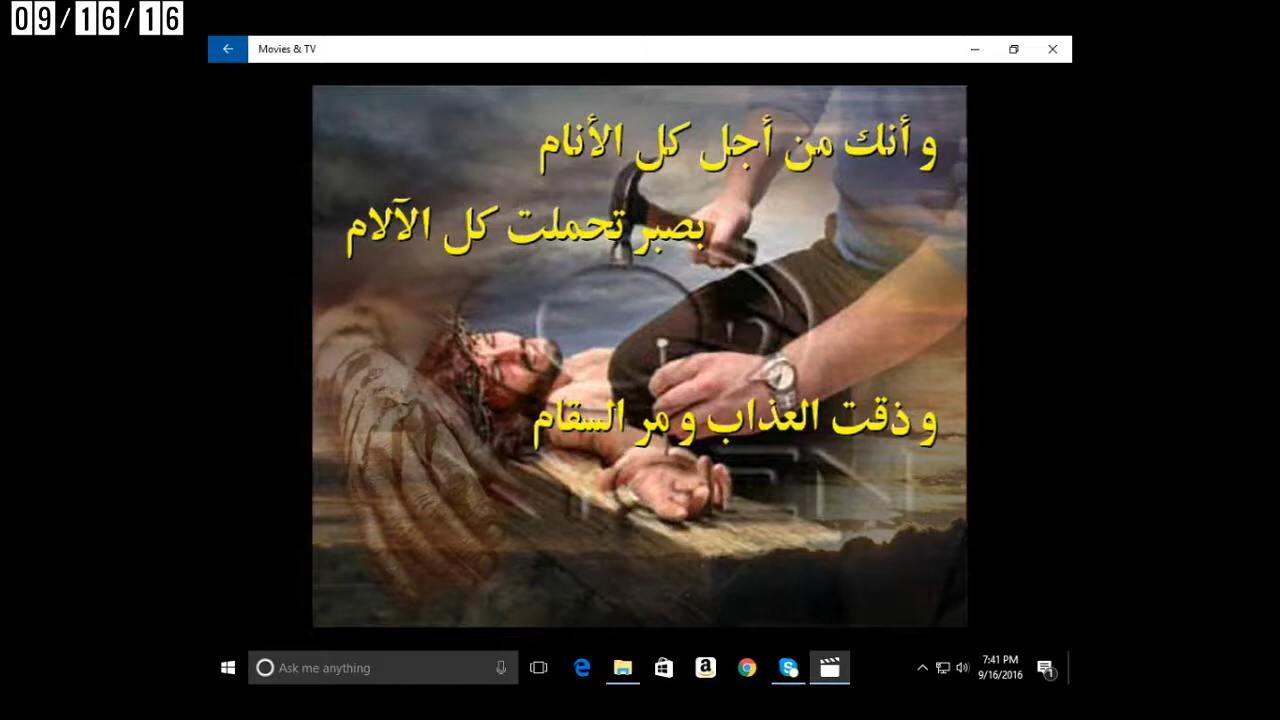 09/16/16
Movies & TV
و أنك من أجل كل الأنام
بصبر تحملت كل الآلام
و ذقت العذاب و مر السقام
Ask me anything
7:41 PM
9/16/2016